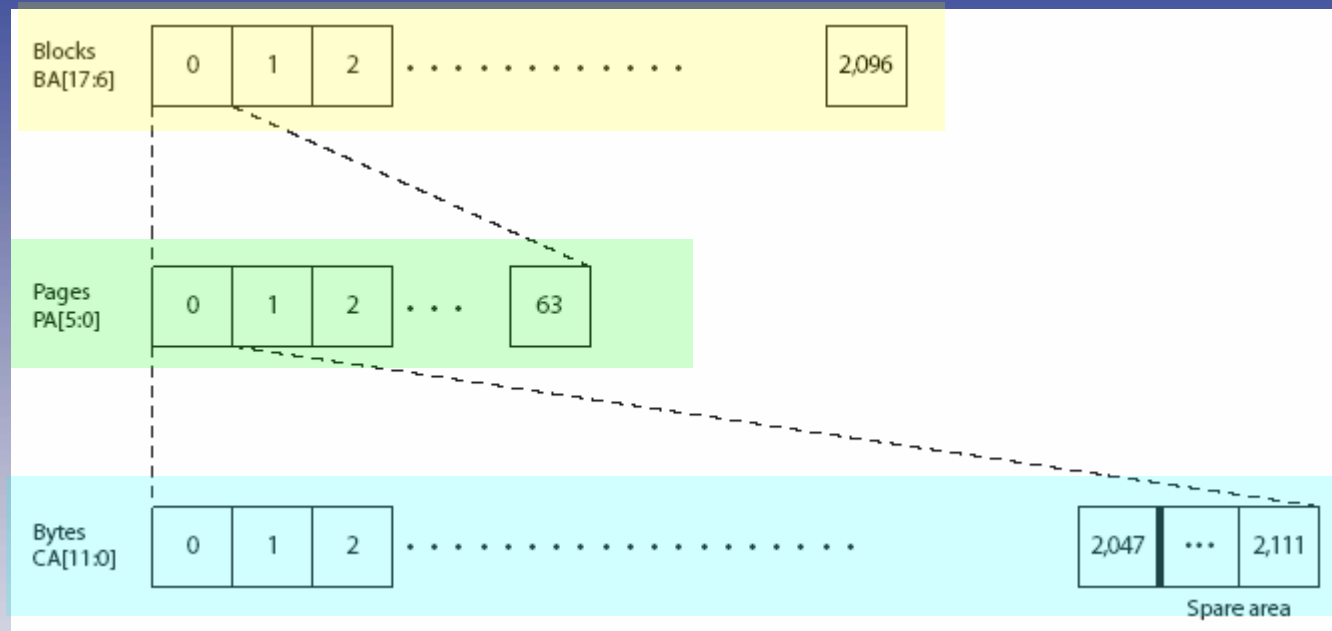 Blocks
BA[17:6]
0 1 2 ............ 2,096
Pages
PA[5:0]
0 1 2 ... 63
Bytes
CA[11:0]
0 1 2 ................... 2,047 ... 2,111
Spare area